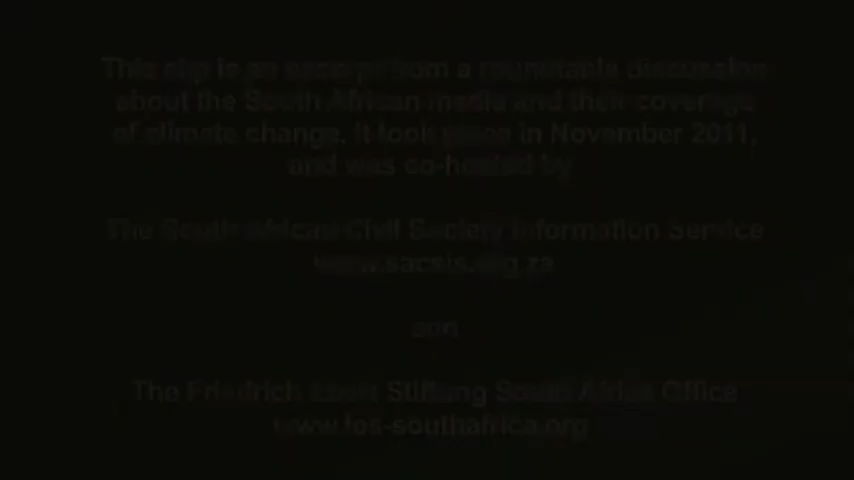 This clip is an excerpt from a roundtable discussion
about the South African media and their coverage
of climate change. It took place in November 2011,
and was co-hosted by
The South African Civil Society Information Service
www.sacsis.org.za
and
The Friedrich Ebert Stiftung South Africa Office
www.fes-southafrica.org